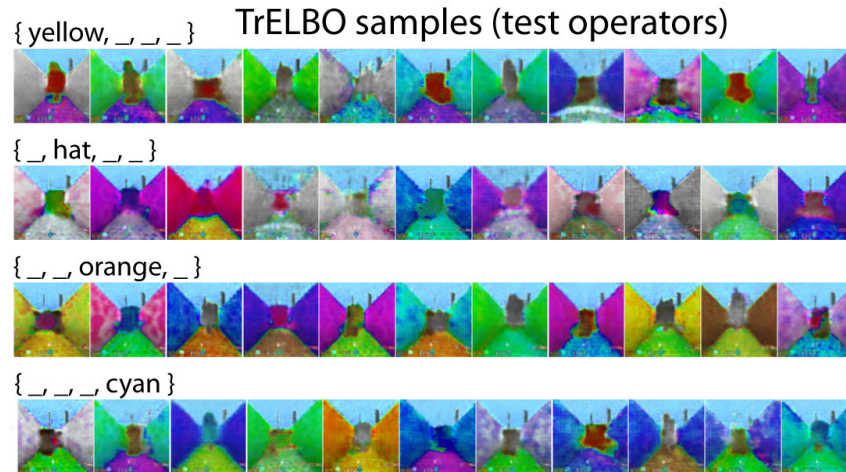 TrELBO samples (test operators)
{ yellow, _, _, _ }
{ _, hat, _, _ }
{ _, _, orange, _ }
{ _, _, _, cyan }